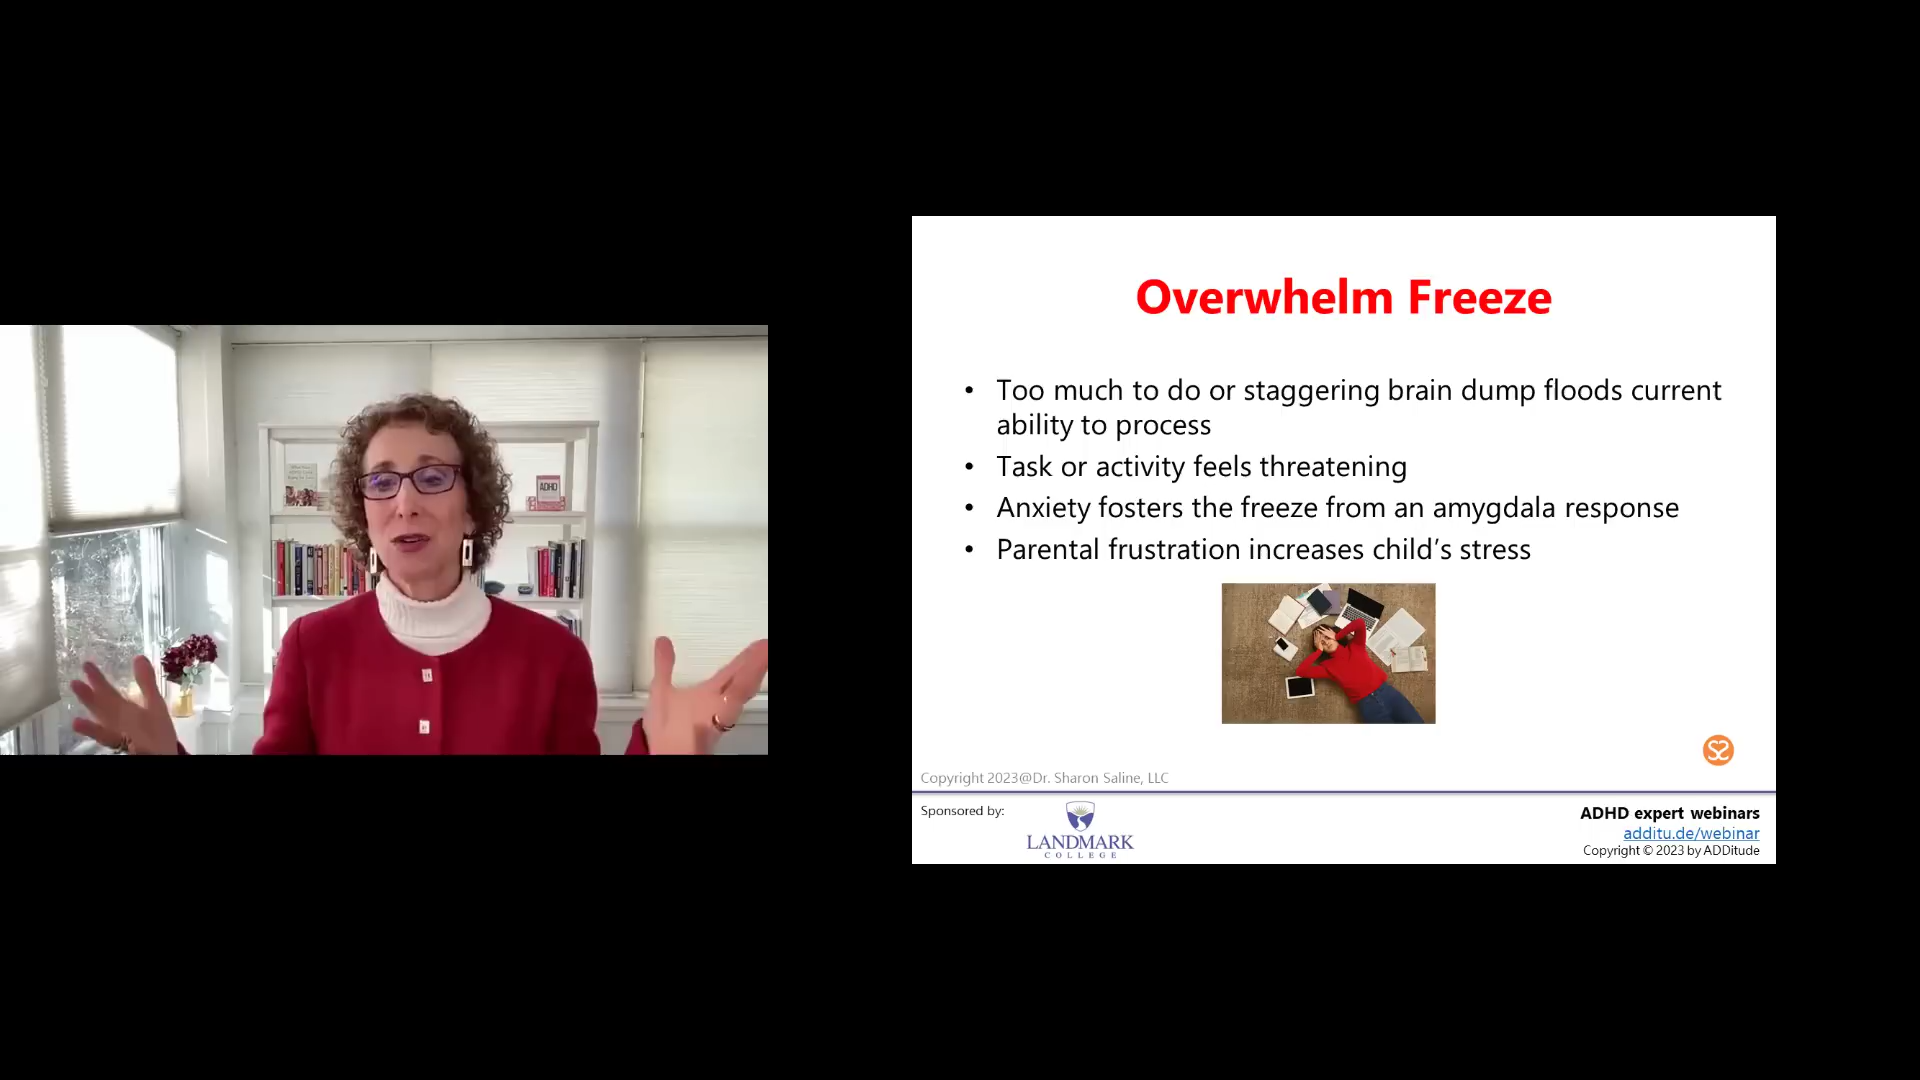 ADHD
Overwhelm Freeze
• Too much to do or staggering brain dump floods current
ability to process
• Task or activity feels threatening
• Anxiety fosters the freeze from an amygdala response
• Parental frustration increases child’s stress
Copyright 2023@Dr. Sharon Saline, LLC
Sponsored by:
LANDMARK
COLLEGE
ADHD expert webinars
additu.de/webinar
Copyright © 2023 by ADDitude